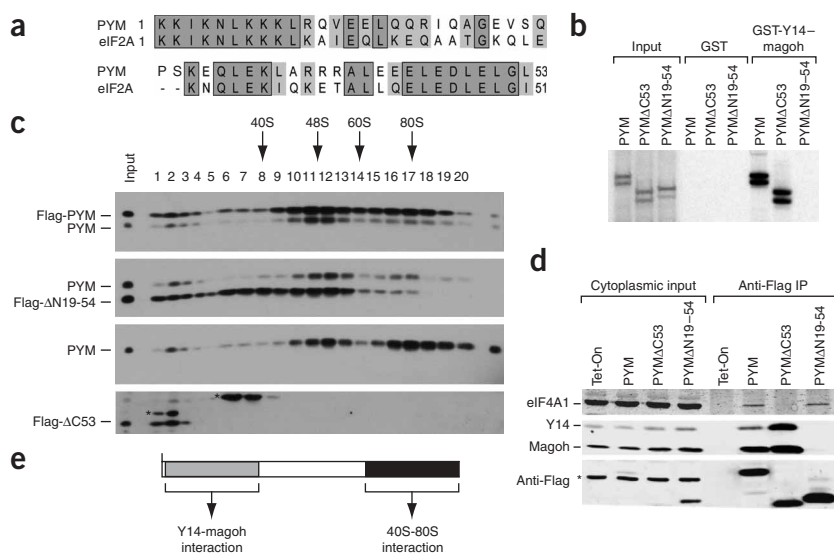 a
PYM 1 K K I K N L K K K L R Q V E E L Q Q R I Q A G E V S Q
eIF2A 1 K K I K N L K K K L K A I E Q L K E Q A A T G K Q L E
PYM P S K E Q L E K L A R R R A L E E E L E D L E L G L 53
eIF2A - - K N Q L E K I Q K E T A L L Q E L E D L E L G I 51
b
Input GST GST-Y14–magoh
PYM PYMΔC53 PYMΔN19-54 PYM PYMΔC53 PYMΔN19-54 PYM PYMΔC53 PYMΔN19-54
c
40S 48S 60S 80S
Input 1 2 3 4 5 6 7 8 9 10 11 12 13 14 15 16 17 18 19 20
Flag-PYM
PYM
PYM
Flag-ΔN19-54
PYM
*
*
Flag-ΔC53
d
Cytoplasmic input Anti-Flag IP
Tet-On PYM PYMΔC53 PYMΔN19–54 Tet-On PYM PYMΔC53 PYMΔN19-54
eIF4A1
Y14
Magoh
Anti-Flag *
e
Y14-magoh interaction
40S-80S interaction